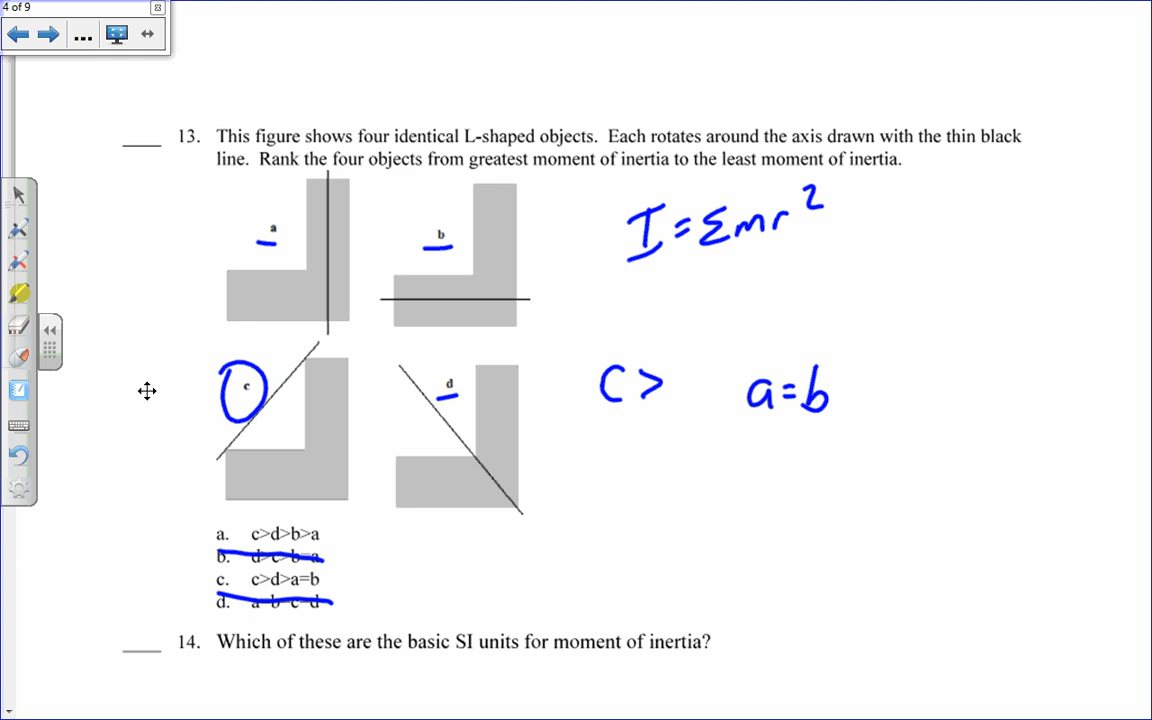 4 of 9
13. This figure shows four identical L-shaped objects. Each rotates around the axis drawn with the thin black
line. Rank the four objects from greatest moment of inertia to the least moment of inertia.
a
b
I=Σmr²
c
d
C> a=b
a. c>d>b>a
b. d>c>b=a
c. c>d>a=b
d. a=b=c=d
14. Which of these are the basic SI units for moment of inertia?